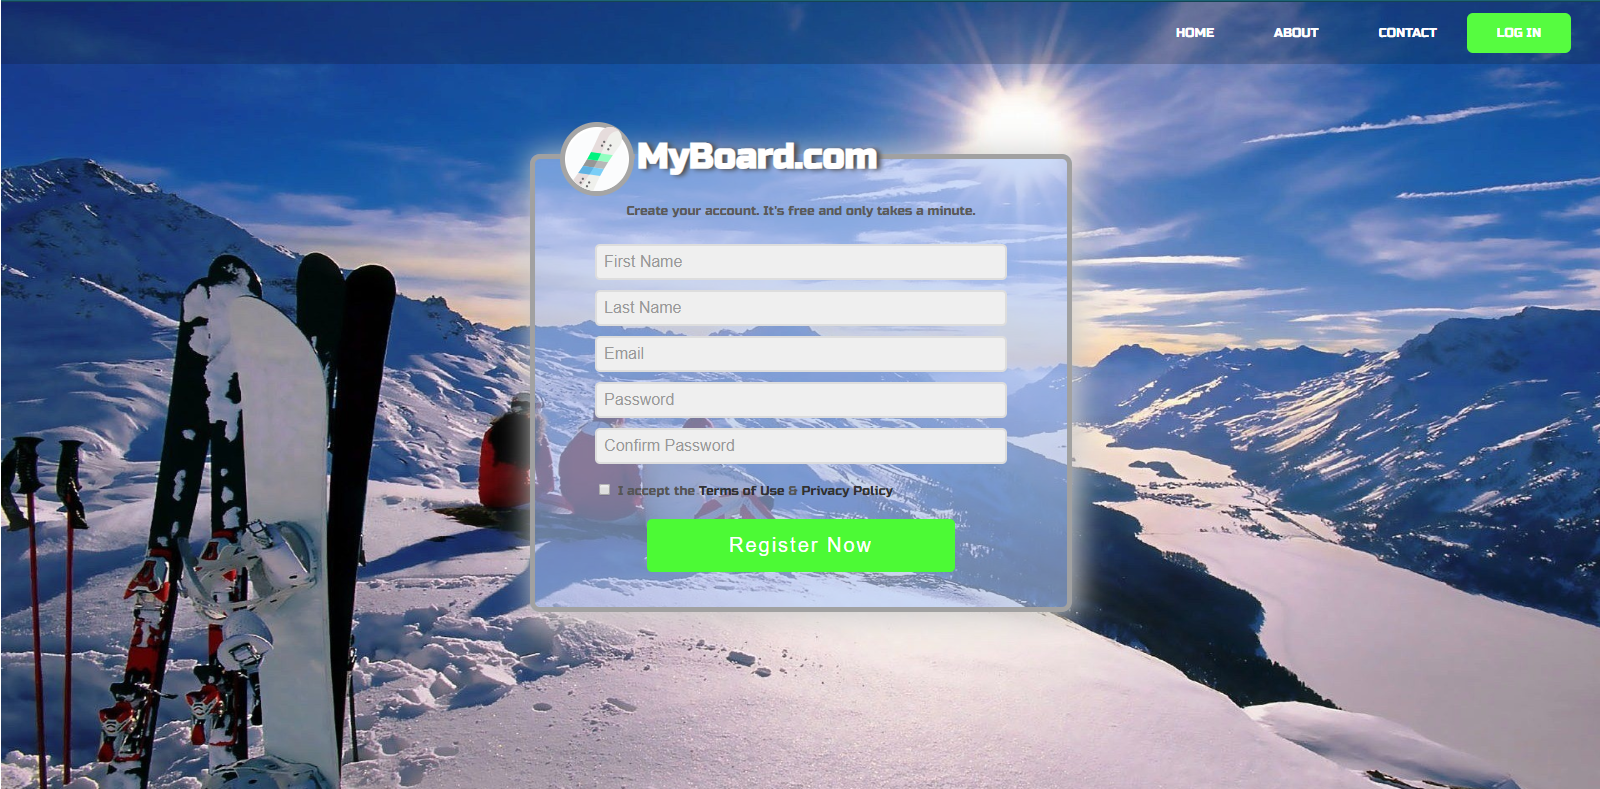 HOME ABOUT CONTACT LOG IN
MyBoard.com
Create your account. It's free and only takes a minute.
First Name
Last Name
Email
Password
Confirm Password
I accept the Terms of Use & Privacy Policy
Register Now